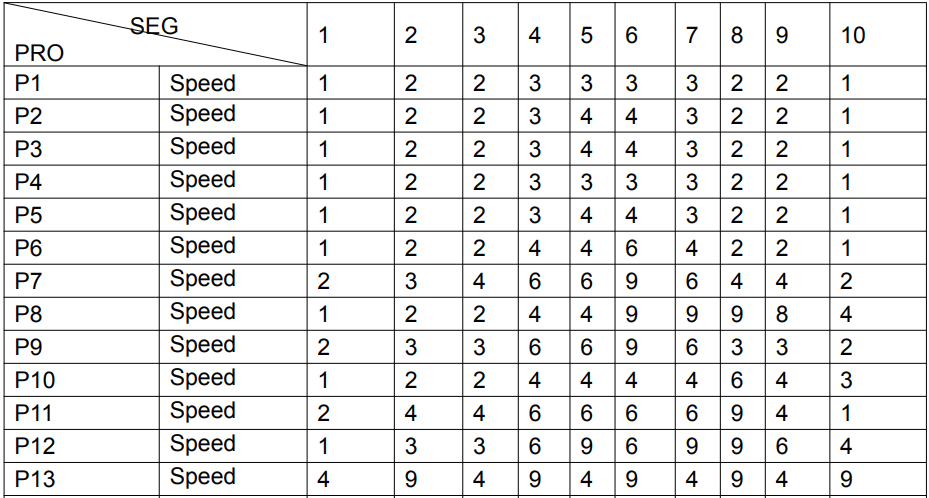 SEG
PRO 1 2 3 4 5 6 7 8 9 10
P1 Speed 1 2 2 3 3 3 3 2 2 1
P2 Speed 1 2 2 3 4 4 3 2 2 1
P3 Speed 1 2 2 3 4 4 3 2 2 1
P4 Speed 1 2 2 3 3 3 3 2 2 1
P5 Speed 1 2 2 3 4 4 3 2 2 1
P6 Speed 1 2 2 4 4 6 4 2 2 1
P7 Speed 2 3 4 6 6 9 6 4 4 2
P8 Speed 1 2 2 4 4 9 9 9 8 4
P9 Speed 2 3 3 6 6 9 6 3 3 2
P10 Speed 1 2 2 4 4 4 4 6 4 3
P11 Speed 2 4 4 6 6 6 6 9 4 1
P12 Speed 1 3 3 6 9 6 9 9 6 4
P13 Speed 4 9 4 9 4 9 4 9 4 9